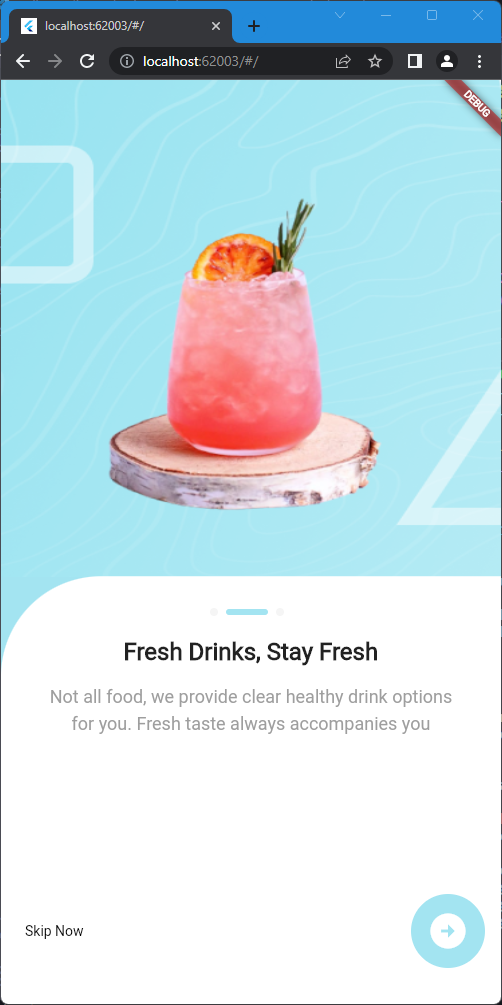 localhost:62003/#/
localhost:62003/#/
DEBUG
Fresh Drinks, Stay Fresh
Not all food, we provide clear healthy drink options
for you. Fresh taste always accompanies you
Skip Now